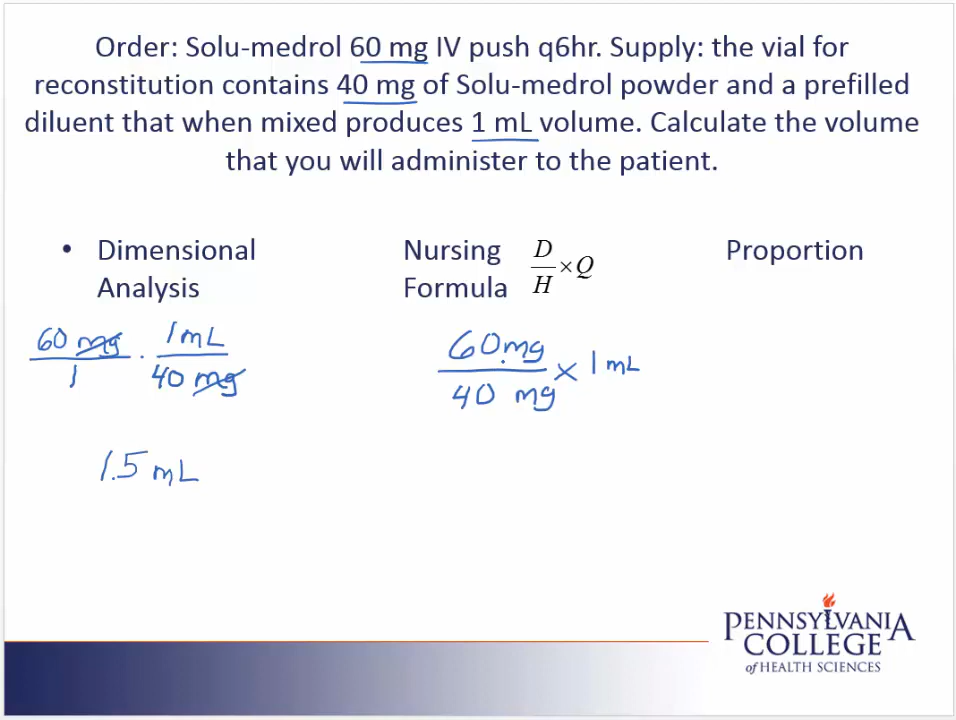 Order: Solu-medrol 60 mg IV push q6hr. Supply: the vial for
reconstitution contains 40 mg of Solu-medrol powder and a prefilled
diluent that when mixed produces 1 mL volume. Calculate the volume
that you will administer to the patient.
• Dimensional
Analysis
Nursing
Formula
D
H
× Q
Proportion
60 mg
1
·
1 mL
40 mg
1.5 mL
60 mg
40 mg
× 1 mL
PENNSYLVANIA
COLLEGE
of HEALTH SCIENCES